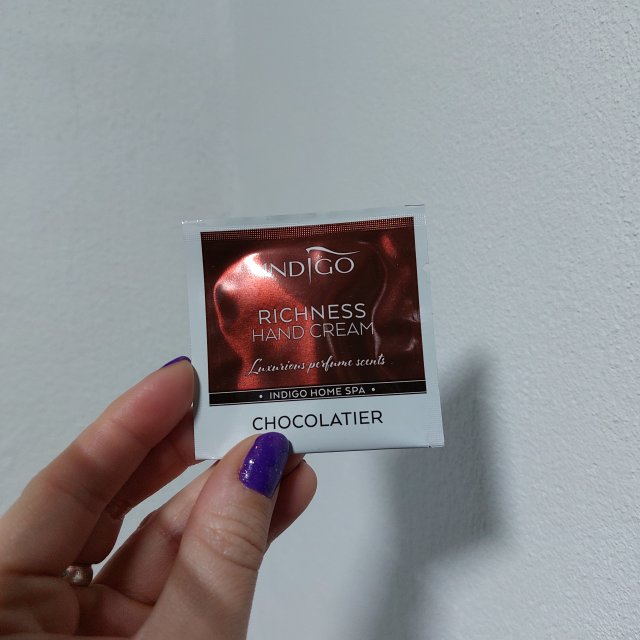 INDIGO
RICHNESS
HAND CREAM
Luxurious perfume scents
• INDIGO HOME SPA •
CHOCOLATIER